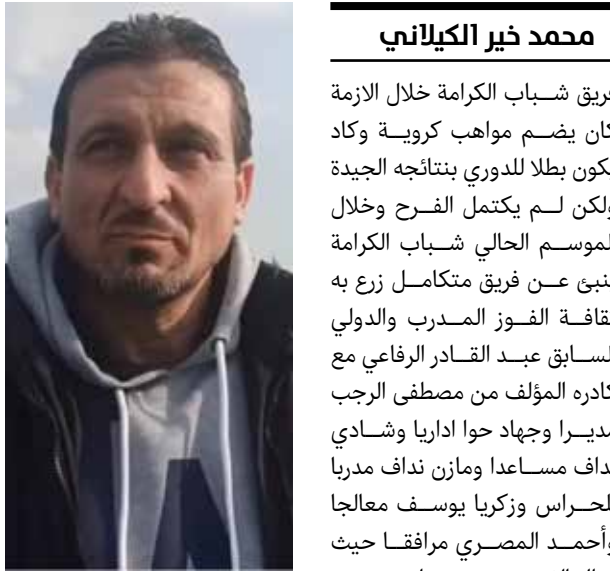 محمد خير الكيلاني
فريق شباب الكرامة خلال الازمة
كان يضم مواهب كروية وكاد
يكون بطلا للدوري بنتائجه الجيدة
ولكن لم يكتمل الفرح وخلال
الموسم الحالي شباب الكرامة
ينبئ عن فريق متكامل زرع به
ثقافة الفوز المدرب والدولي
السابق عبد القادر الرفاعي مع
كادره المؤلف من مصطفى الرجب
مديرا وجهاد حوا اداريا وشادي
نداف مساعدا ومازن نداف مدربا
للحراس وزكريا يوسف معالجا
وأحمد المصري مرافقا حيث